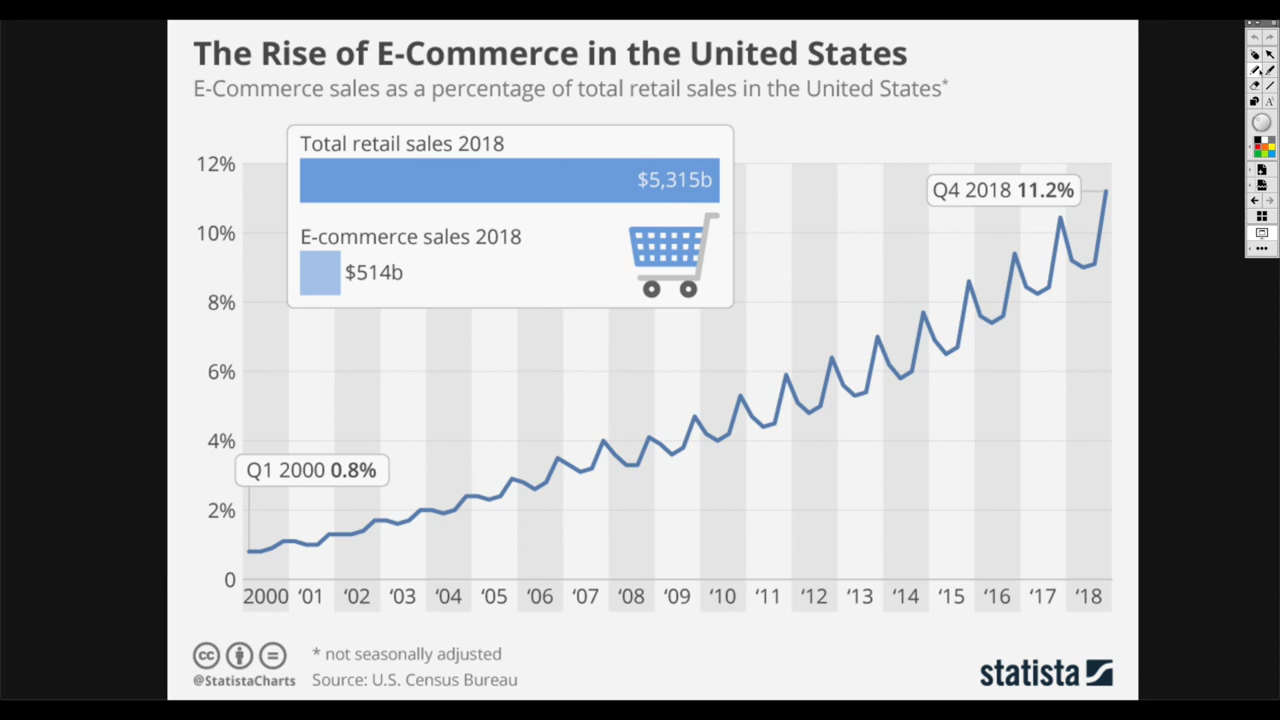 The Rise of E-Commerce in the United States
E-Commerce sales as a percentage of total retail sales in the United States*
Total retail sales 2018
$5,315b
E-commerce sales 2018
$514b
12%
10%
8%
6%
4%
2%
0
Q4 2018 11.2%
Q1 2000 0.8%
2000 ‘01 ‘02 ‘03 ‘04 ‘05 ‘06 ‘07 ‘08 ‘09 ‘10 ‘11 ‘12 ‘13 ‘14 ‘15 ‘16 ‘17 ‘18
cc
@StatistaCharts
* not seasonally adjusted
Source: U.S. Census Bureau
statista
A